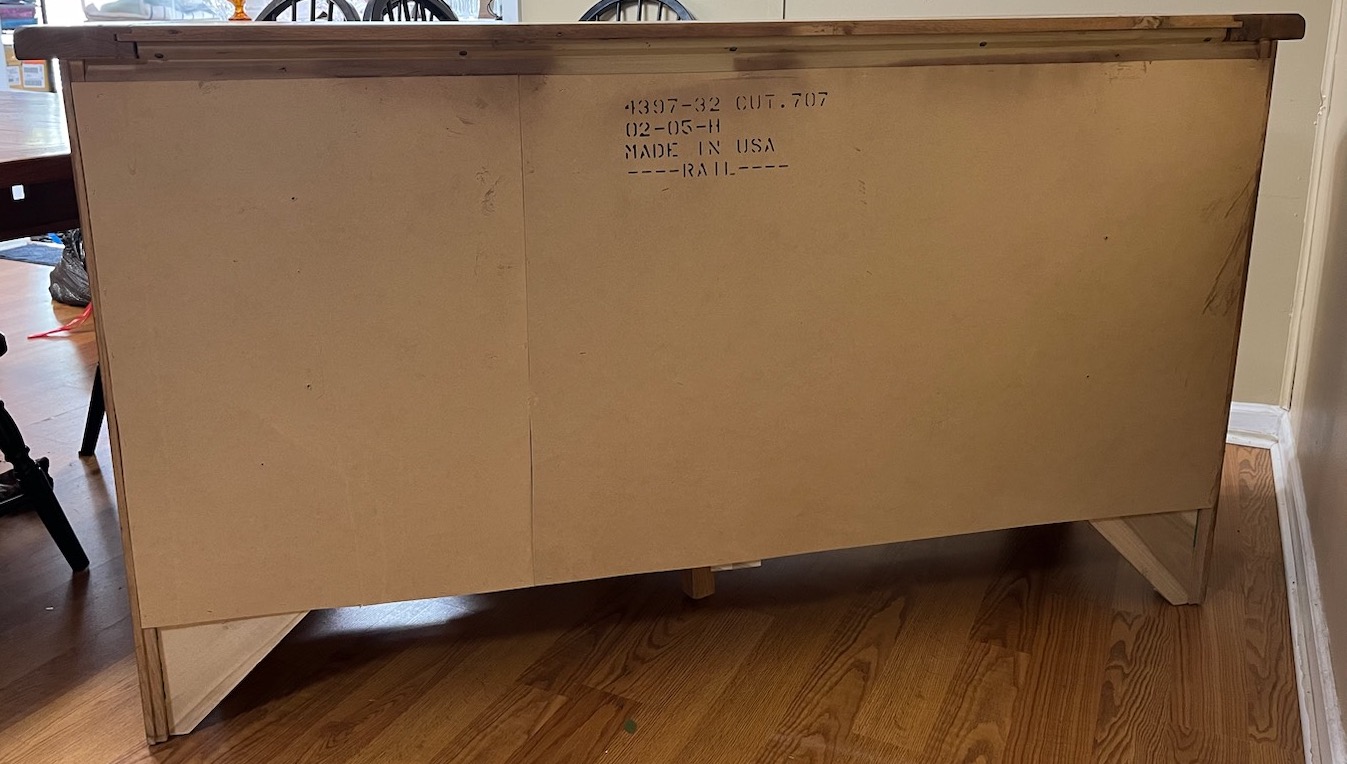 4397-32 CUT.707
02-05-H
MADE IN USA
----RAIL----